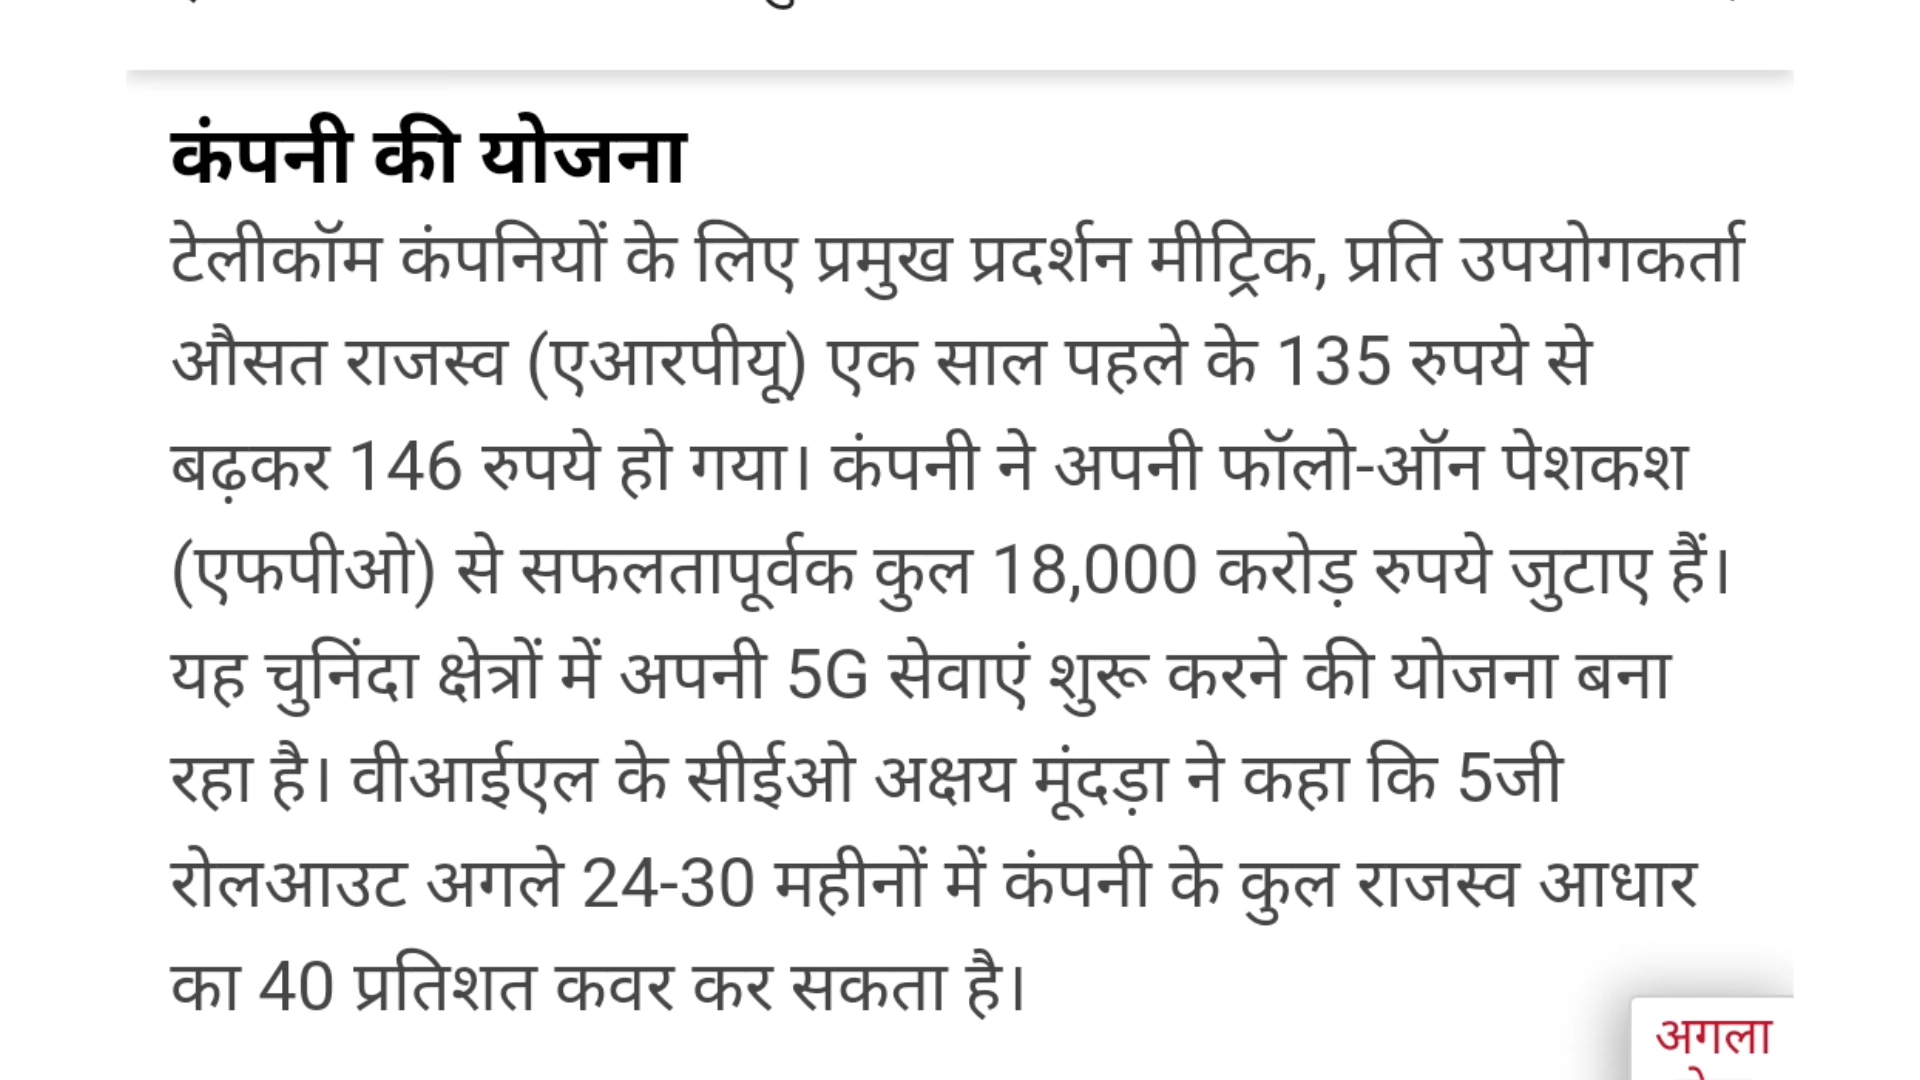 कंपनी की योजना
टेलीकॉम कंपनियों के लिए प्रमुख प्रदर्शन मीट्रिक, प्रति उपयोगकर्ता
औसत राजस्व (एआरपीयू) एक साल पहले के 135 रुपये से
बढ़कर 146 रुपये हो गया। कंपनी ने अपनी फॉलो-ऑन पेशकश
(एफपीओ) से सफलतापूर्वक कुल 18,000 करोड़ रुपये जुटाए हैं।
यह चुनिंदा क्षेत्रों में अपनी 5G सेवाएं शुरू करने की योजना बना
रहा है। वीआईएल के सीईओ अक्षय मूंदड़ा ने कहा कि 5जी
रोलआउट अगले 24-30 महीनों में कंपनी के कुल राजस्व आधार
का 40 प्रतिशत कवर कर सकता है।
अगला